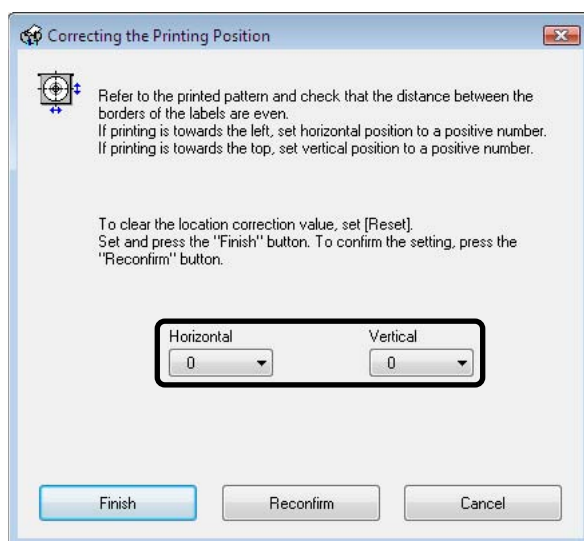 Correcting the Printing Position
Refer to the printed pattern and check that the distance between the
borders of the labels are even.
If printing is towards the left, set horizontal position to a positive number.
If printing is towards the top, set vertical position to a positive number.
To clear the location correction value, set [Reset].
Set and press the "Finish" button. To confirm the setting, press the
"Reconfirm" button.
Horizontal Vertical
0 0
Finish Reconfirm Cancel